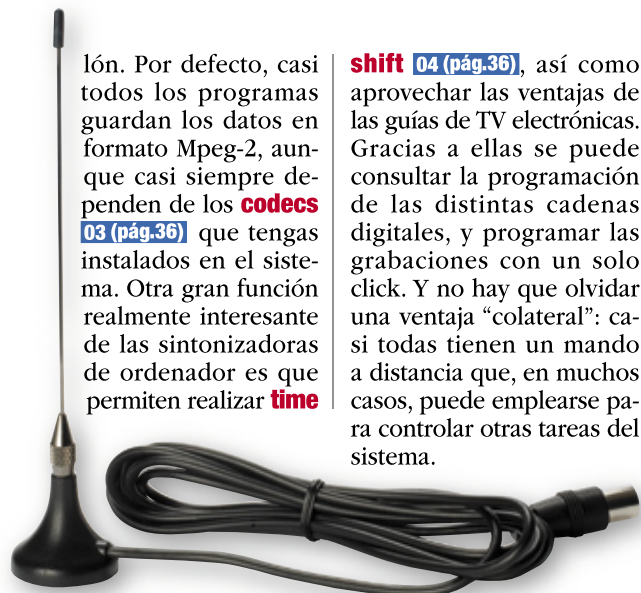 lón. Por defecto, casi
todos los programas
guardan los datos en
formato Mpeg-2, aun-
que casi siempre de-
penden de los codecs
03 (pág.36) que tengas
instalados en el siste-
ma. Otra gran función
realmente interesante
de las sintonizadoras
de ordenador es que
permiten realizar time
shift 04 (pág.36), así como
aprovechar las ventajas de
las guías de TV electrónicas.
Gracias a ellas se puede
consultar la programación
de las distintas cadenas
digitales, y programar las
grabaciones con un solo
click. Y no hay que olvidar
una ventaja “colateral”: ca-
si todas tienen un mando
a distancia que, en muchos
casos, puede emplearse pa-
ra controlar otras tareas del
sistema.